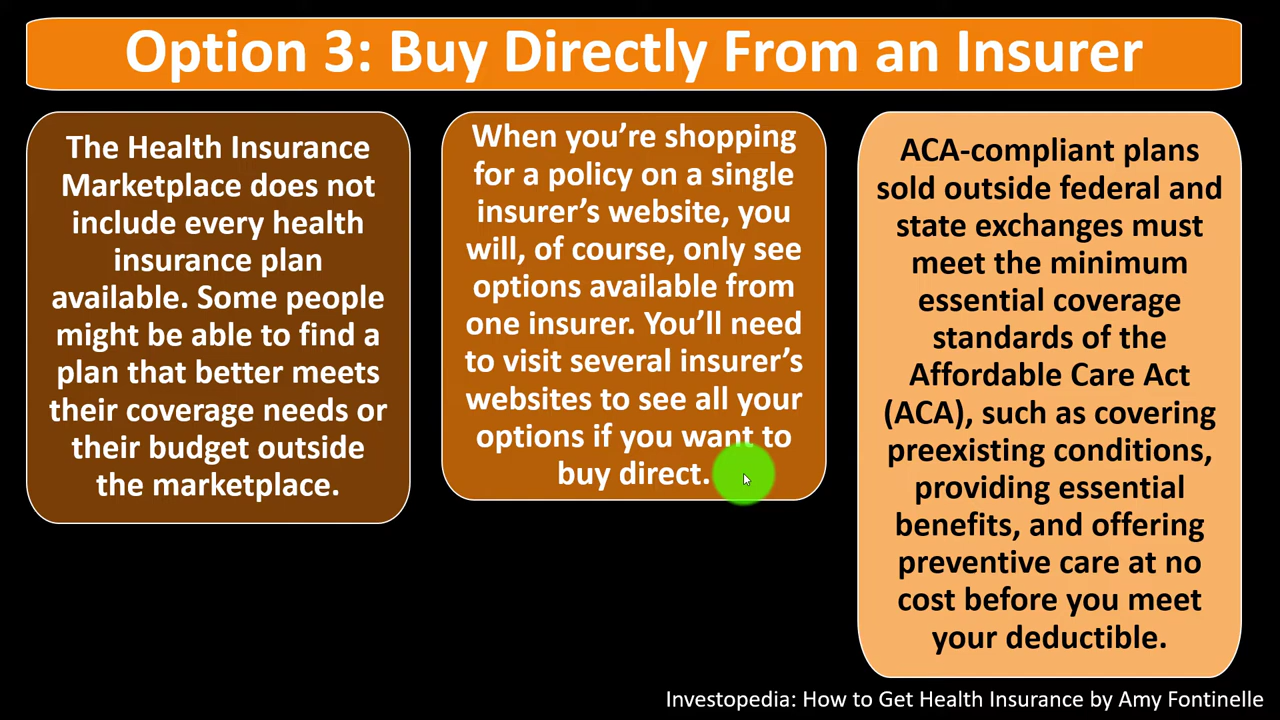 Option 3: Buy Directly From an Insurer
The Health Insurance
Marketplace does not
include every health
insurance plan
available. Some people
might be able to find a
plan that better meets
their coverage needs or
their budget outside
the marketplace.
When you’re shopping
for a policy on a single
insurer’s website, you
will, of course, only see
options available from
one insurer. You’ll need
to visit several insurer’s
websites to see all your
options if you want to
buy direct.
ACA-compliant plans
sold outside federal and
state exchanges must
meet the minimum
essential coverage
standards of the
Affordable Care Act
(ACA), such as covering
preexisting conditions,
providing essential
benefits, and offering
preventive care at no
cost before you meet
your deductible.
Investopedia: How to Get Health Insurance by Amy Fontinelle